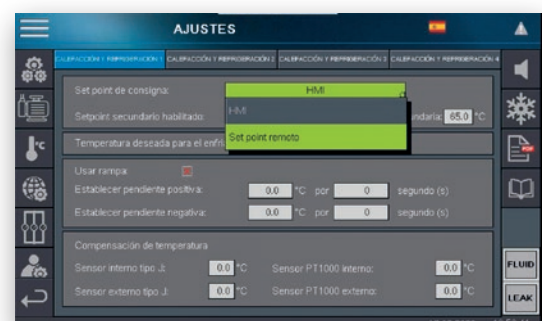 AJUSTES
CALEFACCIÓN Y REFRIGERACIÓN 1 CALEFACCIÓN Y REFRIGERACIÓN 2 CALEFACCIÓN Y REFRIGERACIÓN 3 CALEFACCIÓN Y REFRIGERACIÓN 4
Set point de consigna: HMI
HMI
Setpoint secundario habilitado: ndaria: 65.0 °C
Set point remoto
Temperatura deseada para el enfri
Usar rampa:
Establecer pendiente positiva: 0.0 °C por 0 segundo (s)
Establecer pendiente negativa: 0.0 °C por 0 segundo (s)
Compensación de temperatura
Sensor interno tipo J: 0.0 °C Sensor PT1000 interno: 0.0 °C
Sensor externo tipo J: 0.0 °C Sensor PT1000 externo: 0.0 °C
°C
PDF
FLUID
LEAK